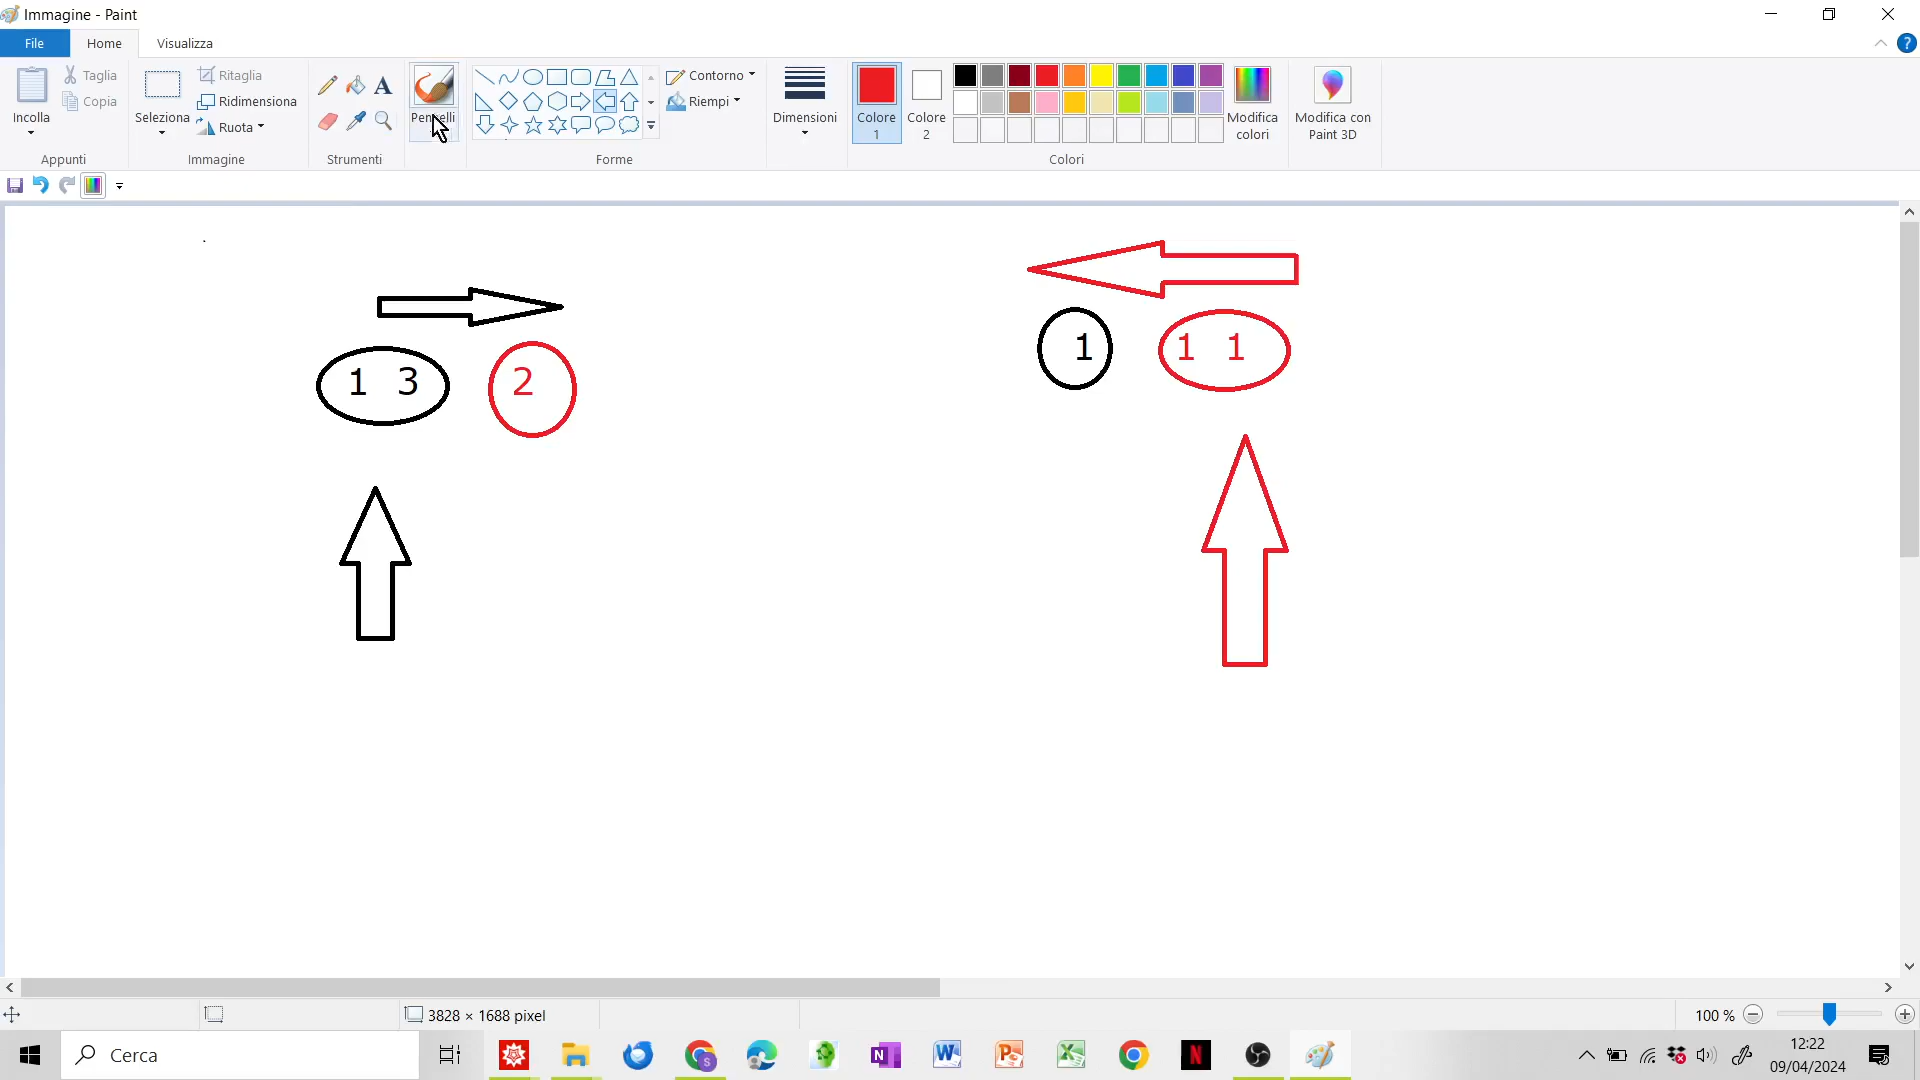 Immagine - Paint
File Home Visualizza
Incolla
Taglia
Copia
Appunti
Seleziona
Ritaglia
Ridimensiona
Ruota
Immagine
A
Strumenti
Forme
Contorno
Riempi
Dimensioni
Colore
1
Colore
2
Colori
Modifica
colori
Modifica con
Paint 3D
?
1 3 2
1 1 1
3828 × 1688 pixel
100 %
Cerca
S
N
W
P
X
N
12:22
09/04/2024